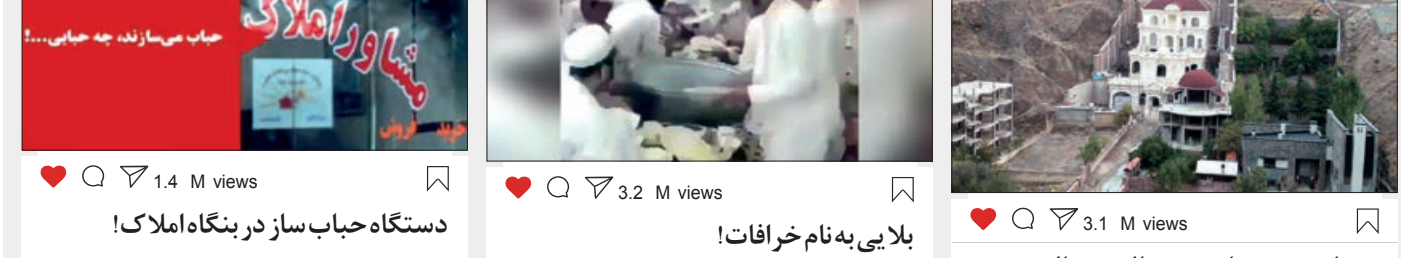 مشاور املاک
خرید فروش
حباب می‌سازند، چه حبابی...!
1.4 M views
دستگاه حباب ساز در بنگاه املاک!
3.2 M views
بلایی به نام خرافات!
3.1 M views